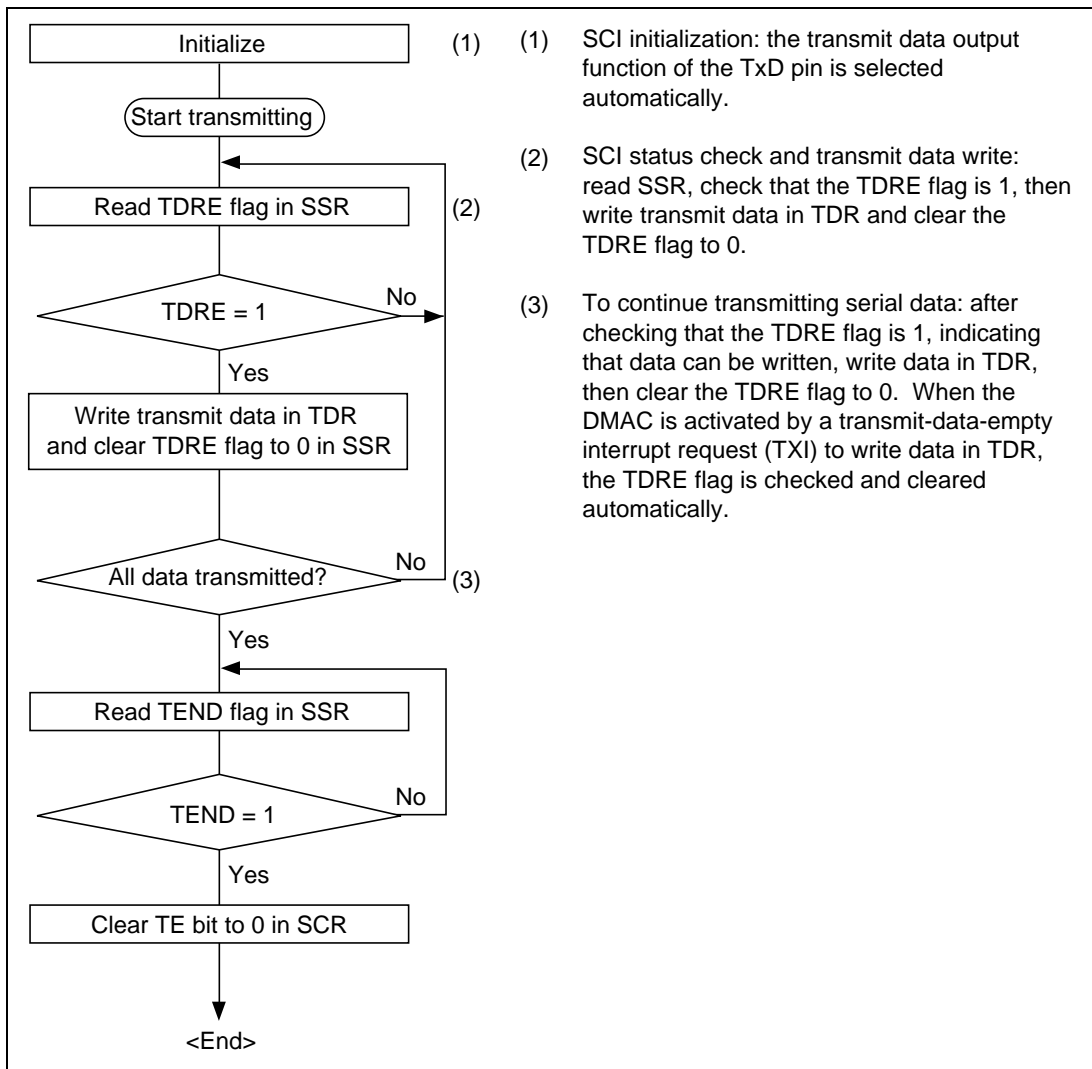 Initialize
(1)
Start transmitting
Read TDRE flag in SSR
(2)
TDRE = 1
No
Yes
Write transmit data in TDR
and clear TDRE flag to 0 in SSR
All data transmitted?
No
(3)
Yes
Read TEND flag in SSR
TEND = 1
No
Yes
Clear TE bit to 0 in SCR
<End>
(1) SCI initialization: the transmit data output
function of the TxD pin is selected
automatically.
(2) SCI status check and transmit data write:
read SSR, check that the TDRE flag is 1, then
write transmit data in TDR and clear the
TDRE flag to 0.
(3) To continue transmitting serial data: after
checking that the TDRE flag is 1, indicating
that data can be written, write data in TDR,
then clear the TDRE flag to 0. When the
DMAC is activated by a transmit-data-empty
interrupt request (TXI) to write data in TDR,
the TDRE flag is checked and cleared
automatically.